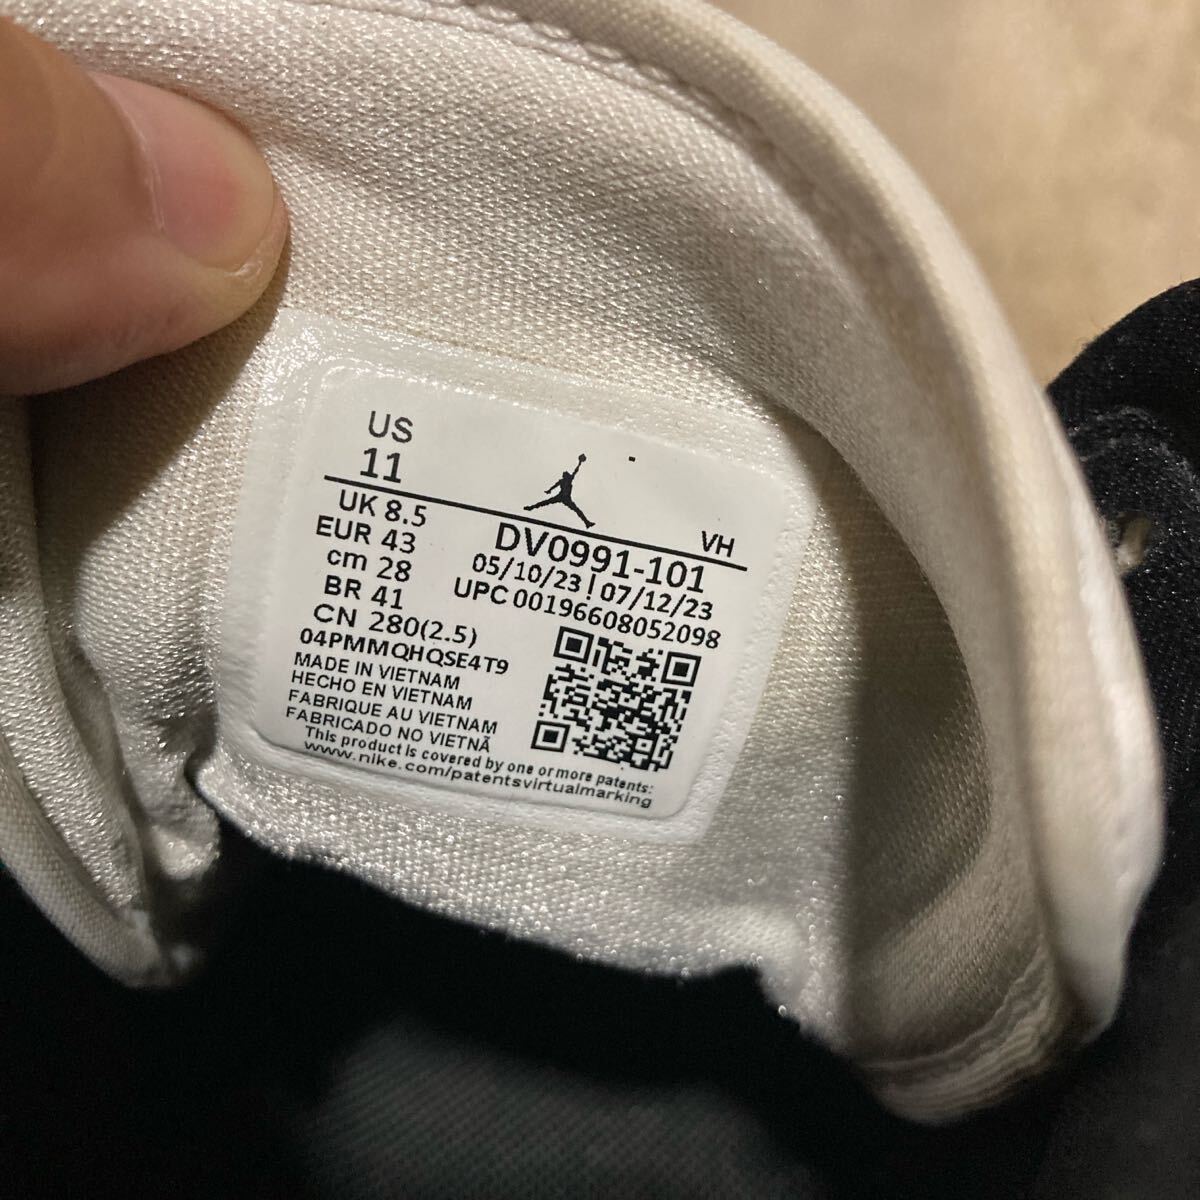 US
11
VH
UK 8.5
EUR 43
cm 28
BR 41
CN 280(2.5)
04PMMQHQSE4T9
DV0991-101
05/10/23 | 07/12/23
UPC 00196608052098
MADE IN VIETNAM
HECHO EN VIETNAM
FABRIQUE AU VIETNAM
FABRICADO NO VIETNÃ
This product is covered by one or more patents:
www.nike.com/patentsvirtualmarking